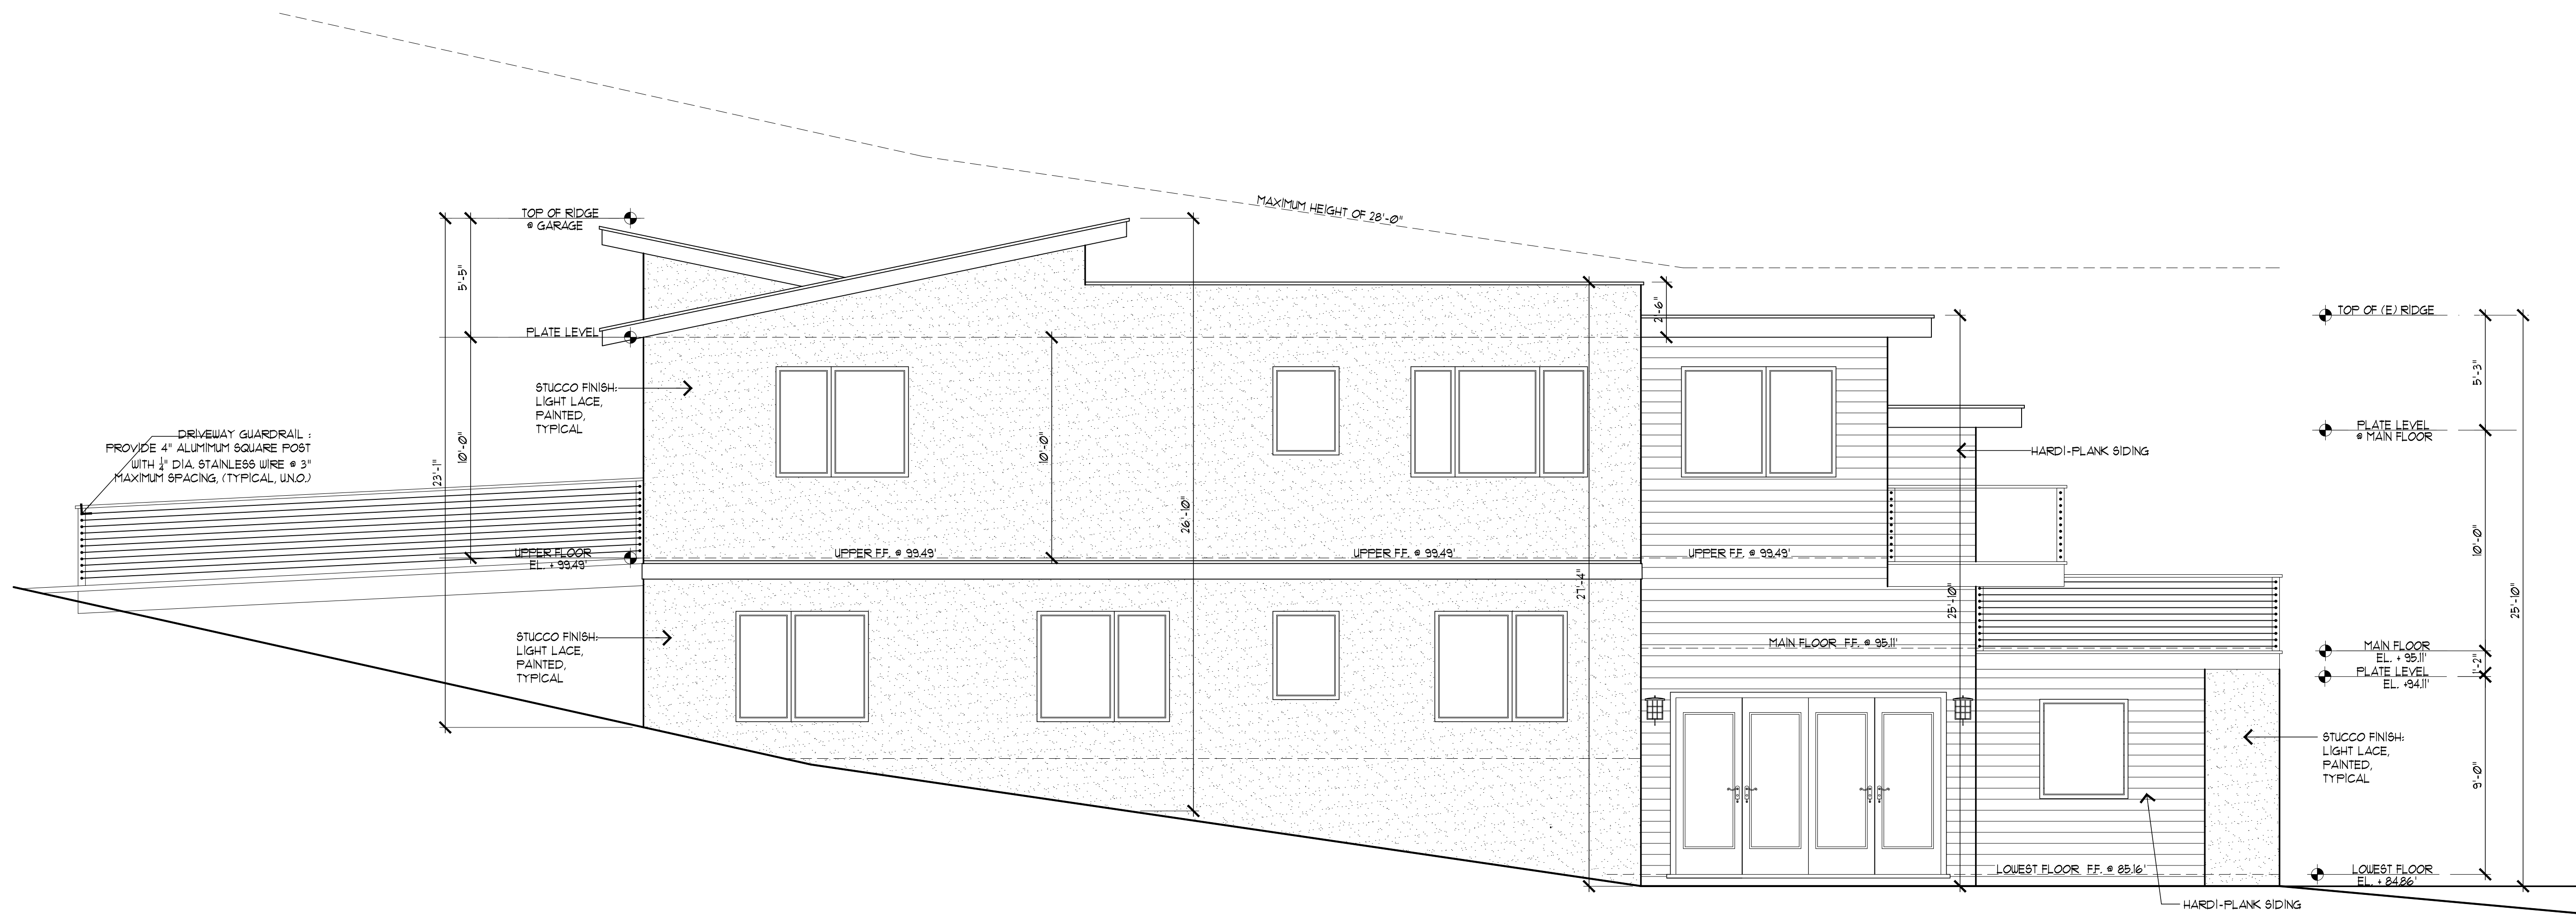 MAXIMUM HEIGHT OF 28'-0"
TOP OF RIDGE
@ GARAGE
5'-5"
PLATE LEVEL
STUCCO FINISH:
LIGHT LACE,
PAINTED,
TYPICAL
DRIVEWAY GUARDRAIL :
PROVIDE 4" ALUMIMUM SQUARE POST
WITH 1/4" DIA. STAINLESS WIRE @ 3"
MAXIMUM SPACING, (TYPICAL, U.N.O.)
23'-1"
10'-0"
10'-0"
26'-10"
27'-4"
2'-6"
25'-10"
UPPER FLOOR
EL. + 99.49'
UPPER F.F. @ 99.49'
UPPER F.F. @ 99.49'
UPPER F.F. @ 99.49'
STUCCO FINISH:
LIGHT LACE,
PAINTED,
TYPICAL
MAIN FLOOR F.F. @ 95.11'
LOWEST FLOOR F.F. @ 85.16'
HARDI-PLANK SIDING
TOP OF (E) RIDGE
5'-3"
PLATE LEVEL
@ MAIN FLOOR
10'-0"
25'-10"
MAIN FLOOR
EL. + 95.11'
1'-2"
PLATE LEVEL
EL. +94.11'
STUCCO FINISH:
LIGHT LACE,
PAINTED,
TYPICAL
9'-0"
LOWEST FLOOR
EL. + 84.86'
HARDI-PLANK SIDING